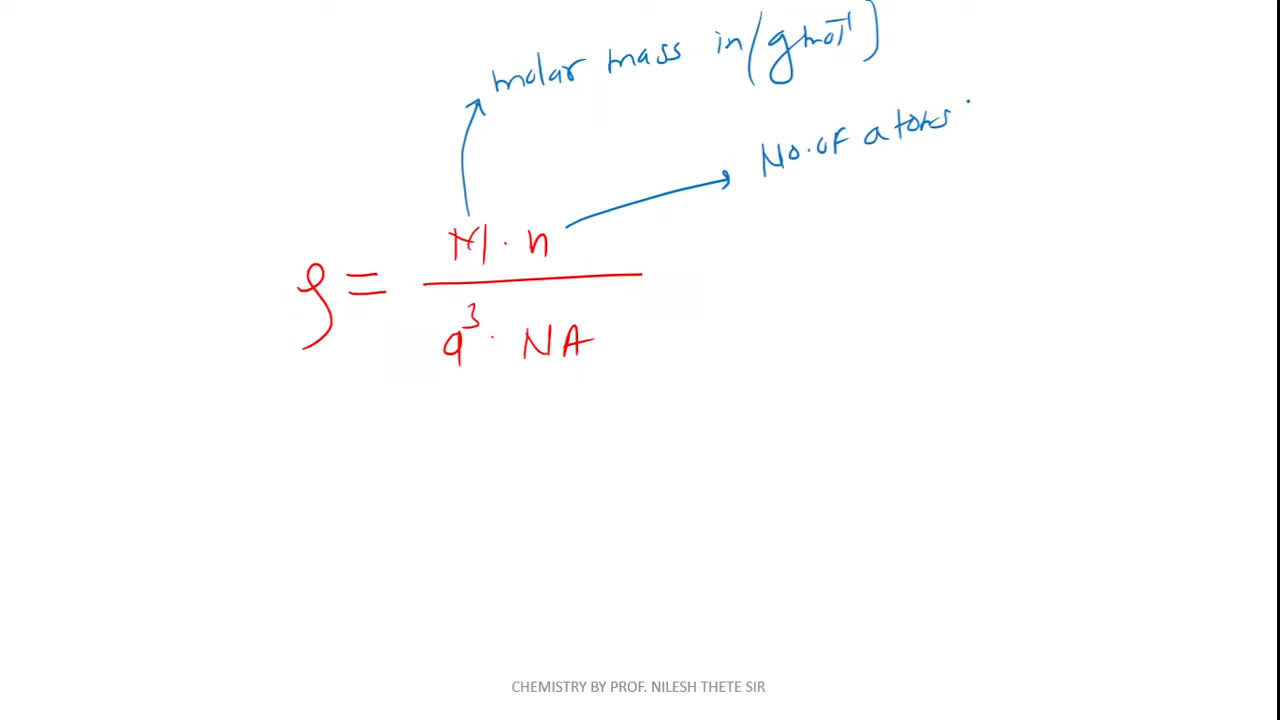 molar mass in (g mol⁻¹)
No. of atoms
ρ = M · n / a³ · NA
CHEMISTRY BY PROF. NILESH THETE SIR